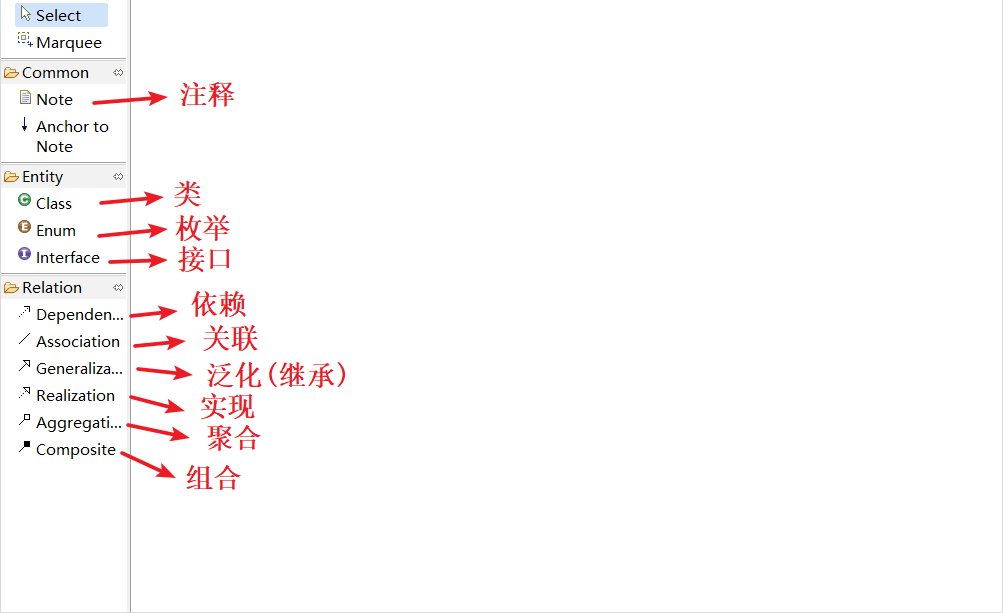 Select
Marquee
Common
Note 注释
Anchor to
Note
Entity
Class 类
Enum 枚举
Interface 接口
Relation
Dependen... 依赖
Association 关联
Generaliza... 泛化(继承)
Realization 实现
Aggregati... 聚合
Composite 组合